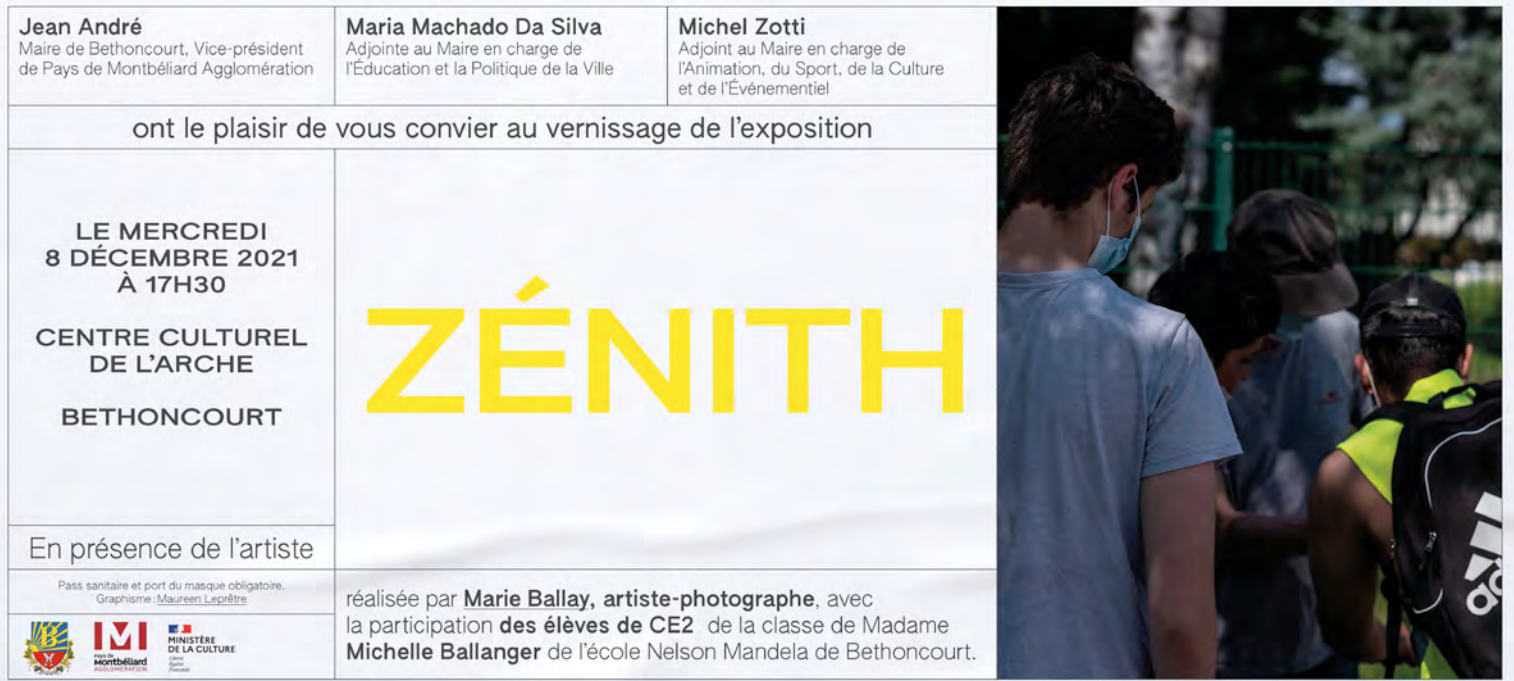 Jean André
Maire de Bethoncourt, Vice-président
de Pays de Montbéliard Agglomération
Maria Machado Da Silva
Adjointe au Maire en charge de
l'Éducation et la Politique de la Ville
Michel Zotti
Adjoint au Maire en charge de
l'Animation, du Sport, de la Culture
et de l'Événementiel
ont le plaisir de vous convier au vernissage de l'exposition
LE MERCREDI
8 DÉCEMBRE 2021
À 17H30
CENTRE CULTUREL
DE L'ARCHE
BETHONCOURT
ZÉNITH
En présence de l'artiste
Pass sanitaire et port du masque obligatoire.
Graphisme : Maureen Leprêtre
Pays de
Montbéliard
AGGLOMÉRATION
MINISTÈRE
DE LA CULTURE
Liberté
Égalité
Fraternité
réalisée par Marie Ballay, artiste-photographe, avec
la participation des élèves de CE2 de la classe de Madame
Michelle Ballanger de l'école Nelson Mandela de Bethoncourt.